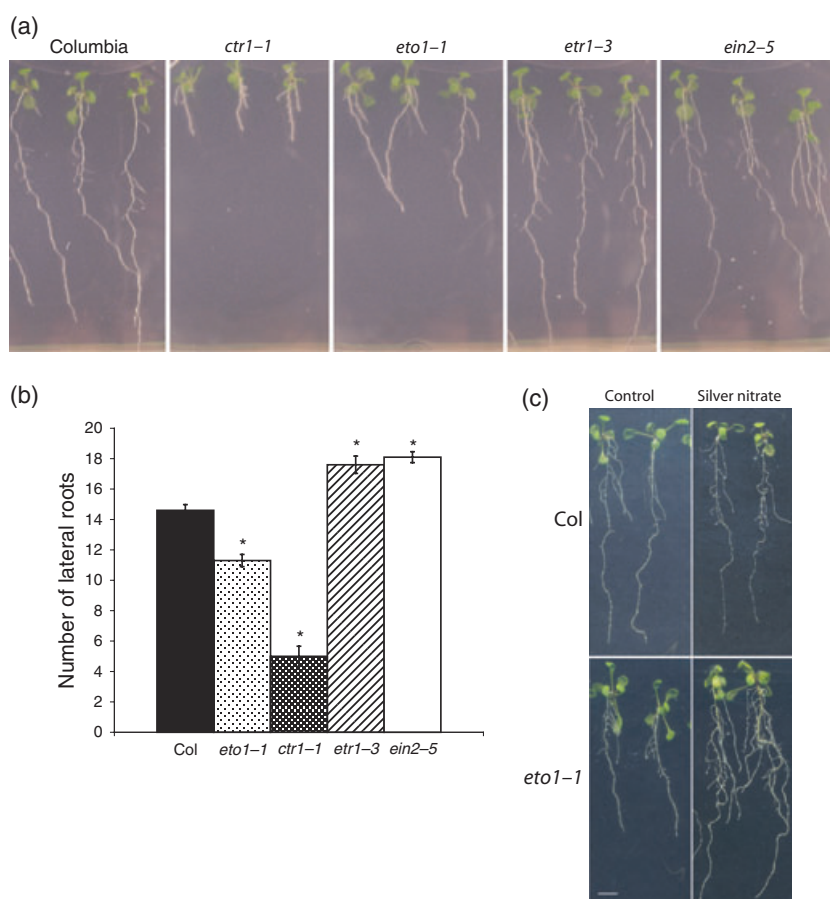 (a)
Columbia ctr1–1 eto1–1 etr1–3 ein2–5
(b)
Number of lateral roots
20
18
16
14
12
10
8
6
4
2
0
* * * *
Col eto1–1 ctr1–1 etr1–3 ein2–5
(c)
Control Silver nitrate
Col
eto1–1